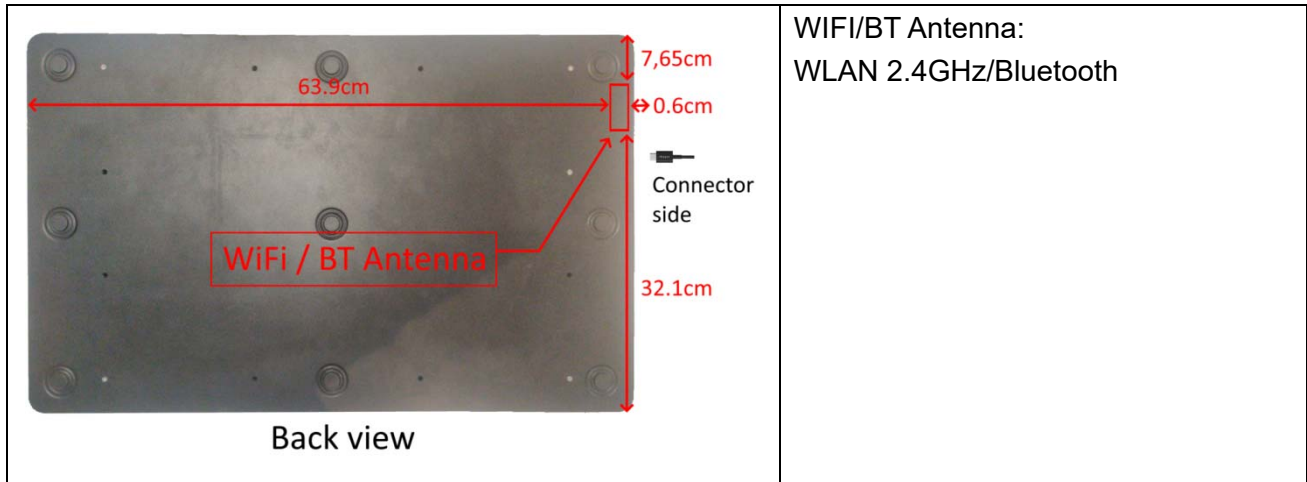 7,65cm
63.9cm
0.6cm
Connector
side
WiFi / BT Antenna
32.1cm
Back view
WIFI/BT Antenna:
WLAN 2.4GHz/Bluetooth